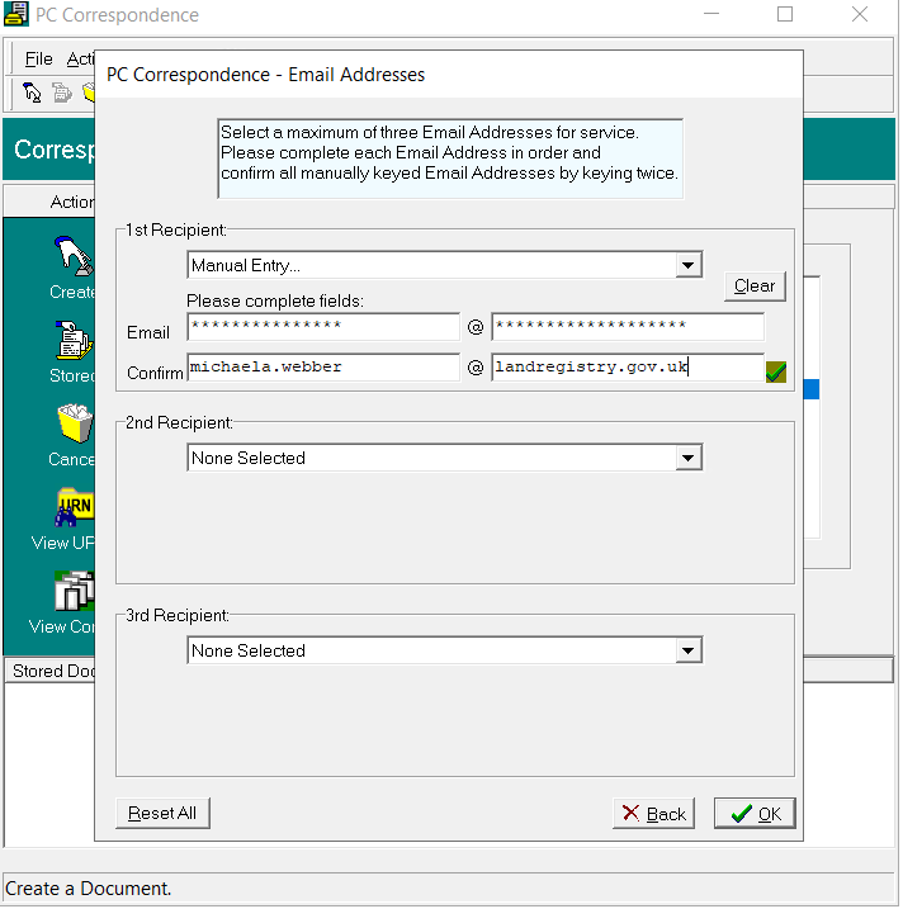 PC Correspondence
File Acti
PC Correspondence - Email Addresses
Corresp
Select a maximum of three Email Addresses for service.
Please complete each Email Address in order and
confirm all manually keyed Email Addresses by keying twice.
Action
1st Recipient:
Manual Entry...
Clear
Please complete fields:
Email *************** @ *******************
Confirm michaela.webber @ landregistry.gov.uk
Create
Stored
Cance
URN
View UF
View Cor
2nd Recipient:
None Selected
3rd Recipient:
None Selected
Stored Doc
Reset All Back OK
Create a Document.